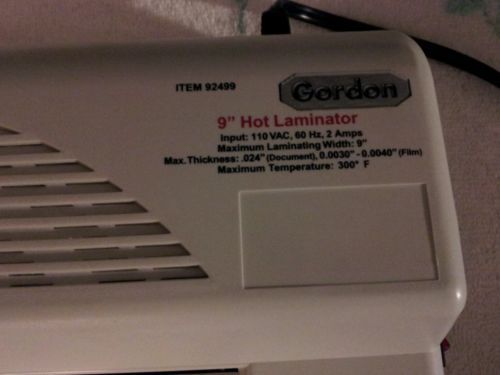 ITEM 92499
Gordon
9" Hot Laminator
Input: 110 VAC, 60 Hz, 2 Amps
Maximum Laminating Width: 9"
Max. Thickness: .024" (Document), 0.0030" - 0.0040" (Film)
Maximum Temperature: 300° F